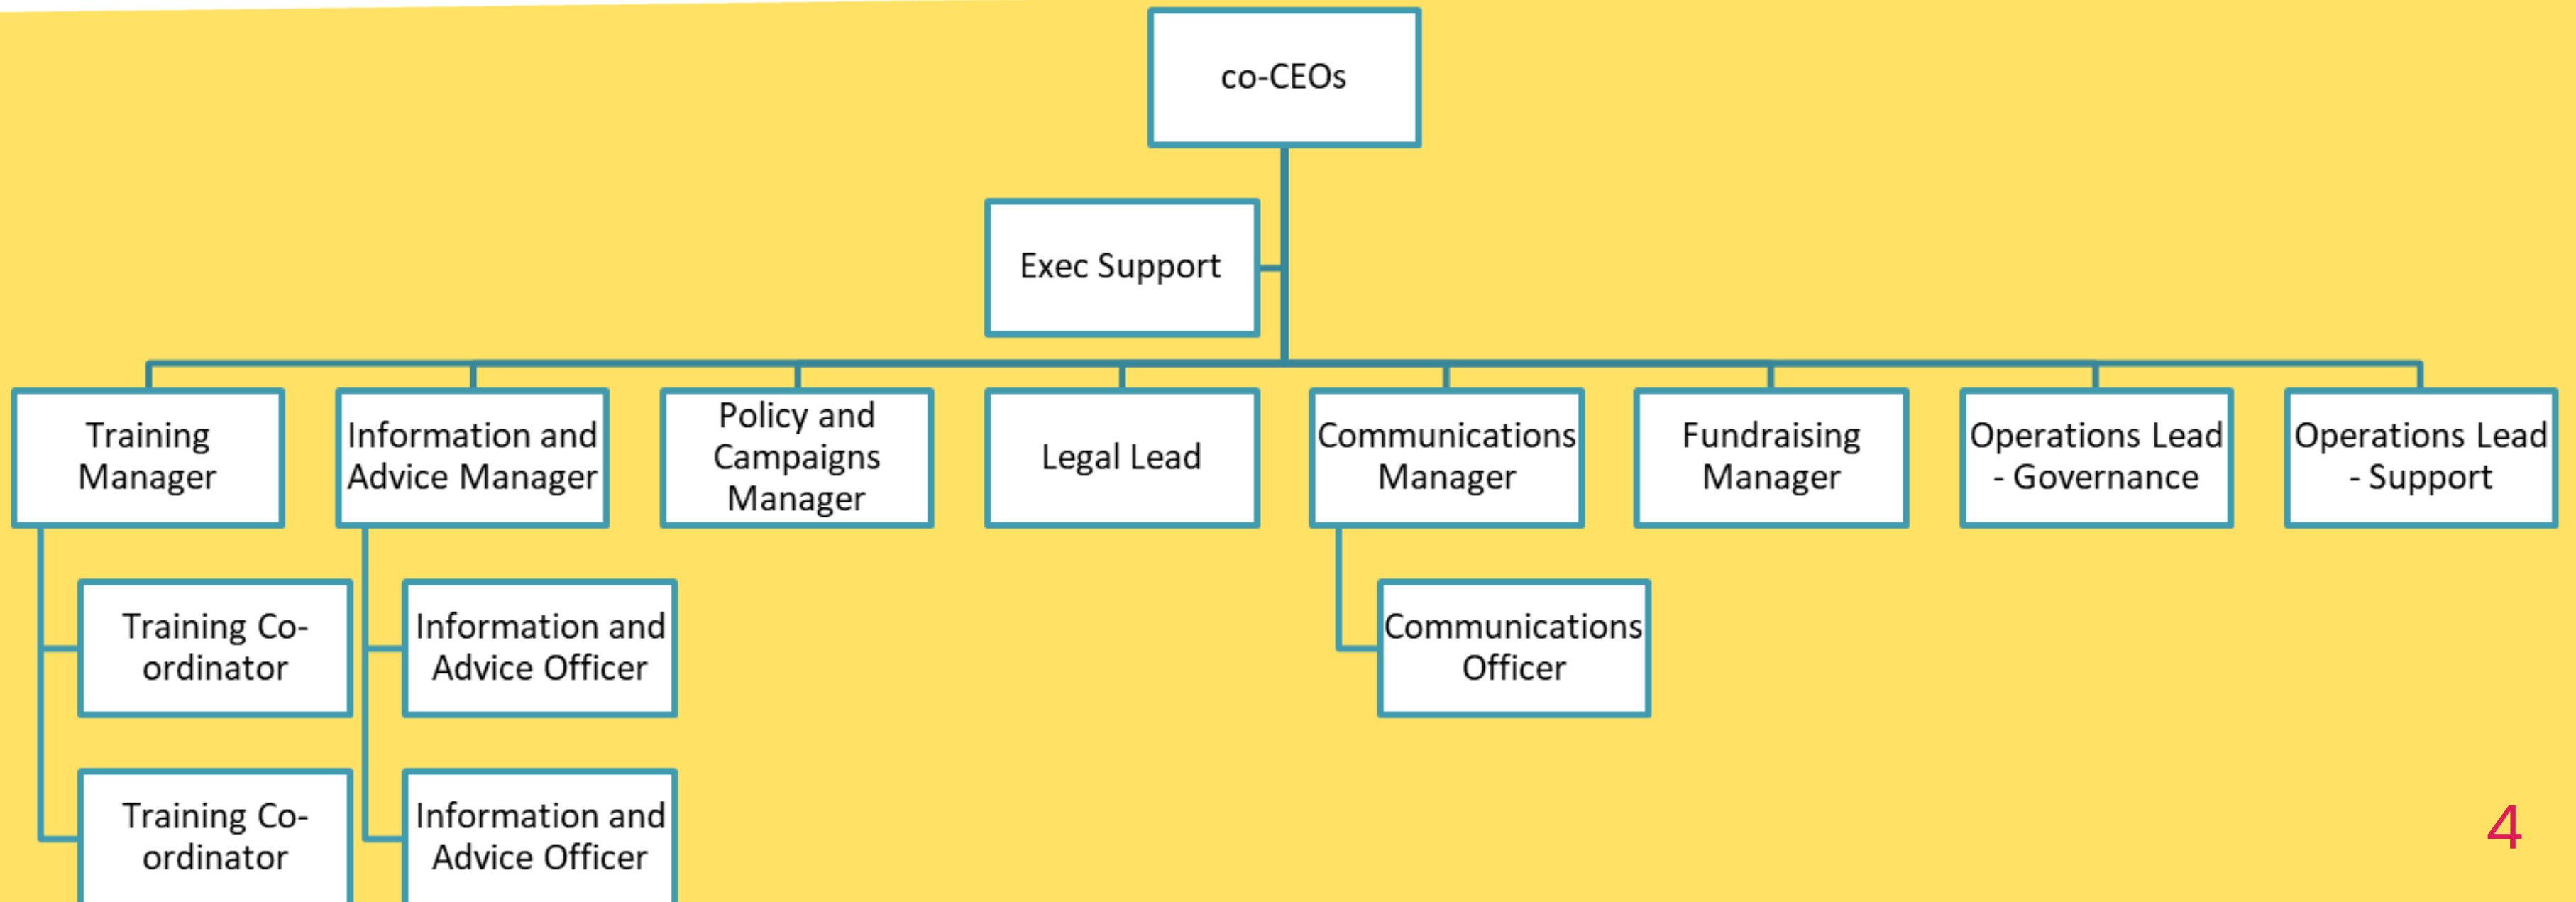 co-CEOs
Exec Support
Training
Manager
Information and
Advice Manager
Policy and
Campaigns
Manager
Legal Lead
Communications
Manager
Fundraising
Manager
Operations Lead
- Governance
Operations Lead
- Support
Training Co-
ordinator
Information and
Advice Officer
Communications
Officer
Training Co-
ordinator
Information and
Advice Officer
4